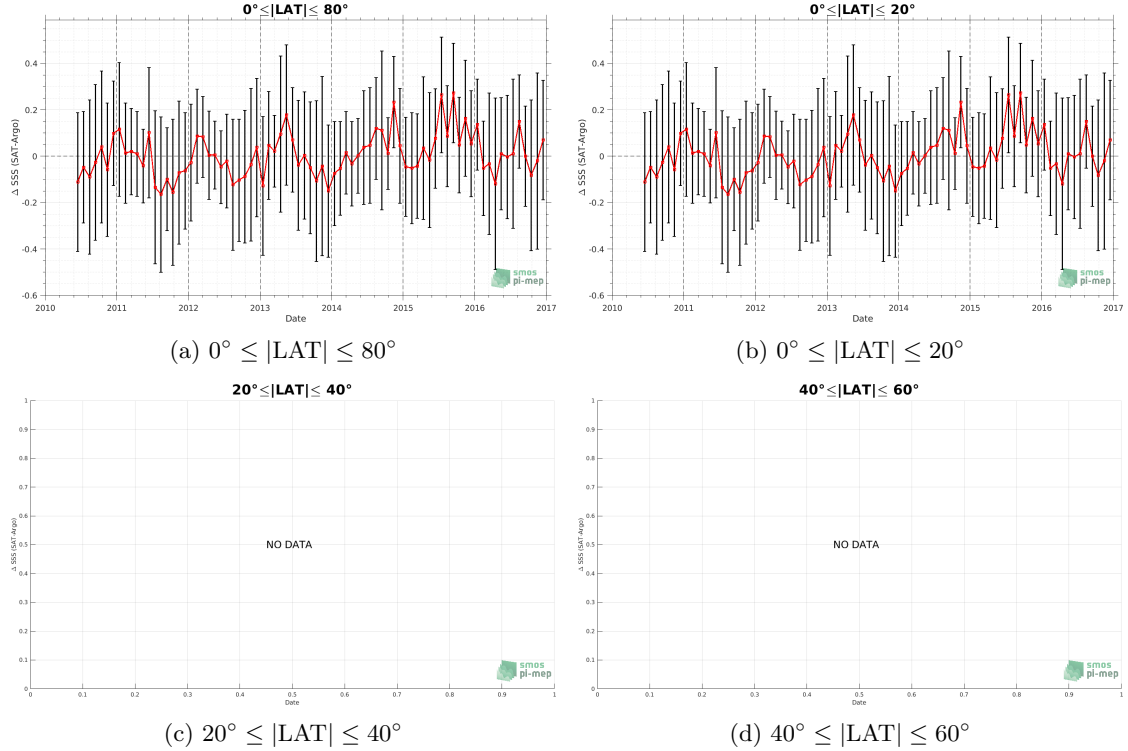 0°≤|LAT|≤ 80°
Δ SSS (SAT-Argo)
0.4
0.2
0
-0.2
-0.4
-0.6
2010 2011 2012 2013 2014 2015 2016 2017
Date
smos
pi-mep
(a) 0° ≤ |LAT| ≤ 80°
0°≤|LAT|≤ 20°
Δ SSS (SAT-Argo)
0.4
0.2
0
-0.2
-0.4
-0.6
2010 2011 2012 2013 2014 2015 2016 2017
Date
smos
pi-mep
(b) 0° ≤ |LAT| ≤ 20°
20°≤|LAT|≤ 40°
Δ SSS (SAT-Argo)
1
0.9
0.8
0.7
0.6
0.5
0.4
0.3
0.2
0.1
0
NO DATA
0 0.1 0.2 0.3 0.4 0.5 0.6 0.7 0.8 0.9 1
Date
smos
pi-mep
(c) 20° ≤ |LAT| ≤ 40°
40°≤|LAT|≤ 60°
Δ SSS (SAT-Argo)
1
0.9
0.8
0.7
0.6
0.5
0.4
0.3
0.2
0.1
0
NO DATA
0 0.1 0.2 0.3 0.4 0.5 0.6 0.7 0.8 0.9 1
Date
smos
pi-mep
(d) 40° ≤ |LAT| ≤ 60°